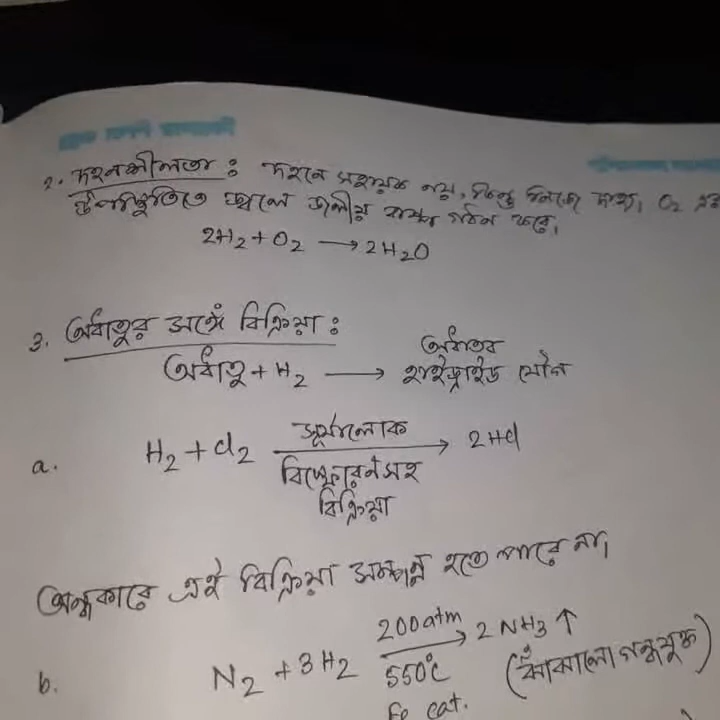 2. দহনশীলতা : দহনে সহায়ক নয়, কিন্তু নিজে দাহ্য। O2 এর
উপস্থিতিতে জ্বলে জলীয় বাষ্প গঠন করে।
2H2 + O2 → 2H2O
3. অধাতুর সঙ্গে বিক্রিয়া :
অধাতু + H2 → অধাতব হাইড্রাইড যৌগ
a. H2 + Cl2 সূর্যালোক → 2HCl
বিস্ফোরণসহ
বিক্রিয়া
অন্ধকারে এই বিক্রিয়া সম্পন্ন হতে পারে না।
b. N2 + 3H2 200atm → 2NH3 ↑
550°C (ঝাঁঝালো গন্ধযুক্ত)
Fe cat.